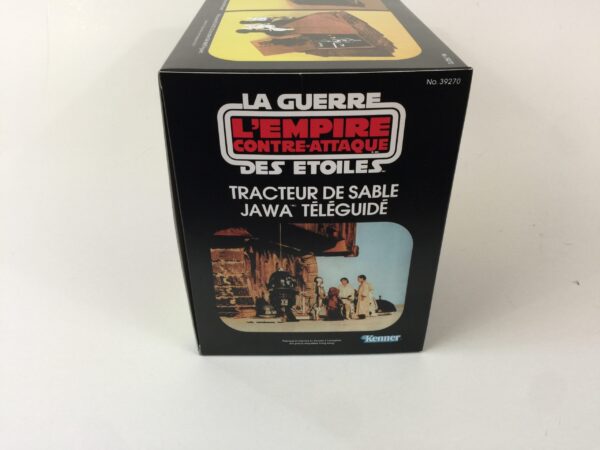 No. 39270
LA GUERRE
L'EMPIRE
CONTRE-ATTAQUE
DES ETOILES
TRACTEUR DE SABLE
JAWA™ TÉLÉGUIDÉ
Kenner